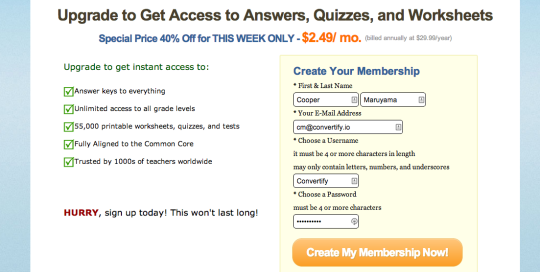 Upgrade to Get Access to Answers, Quizzes, and Worksheets
Special Price 40% Off for THIS WEEK ONLY - $2.49/ mo. (billed annually at $29.99/year)
Upgrade to get instant access to:
Answer keys to everything
Unlimited access to all grade levels
55,000 printable worksheets, quizzes, and tests
Fully Aligned to the Common Core
Trusted by 1000s of teachers worldwide
HURRY, sign up today! This won't last long!
Create Your Membership
* First & Last Name
Cooper Maruyama
* Your E-Mail Address
cm@convertify.io
* Choose a Username
it must be 4 or more characters in length
may only contain letters, numbers, and underscores
Convertify
* Choose a Password
must be 4 or more characters
••••••••••
Create My Membership Now!